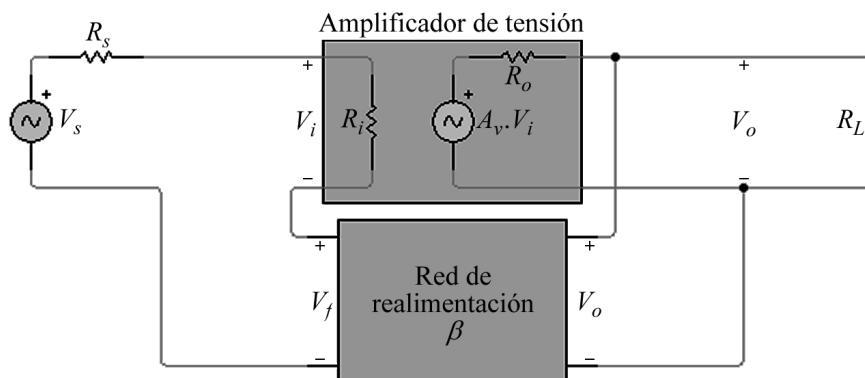 Amplificador de tensión
R_s
R_o
+
+
+
+
V_s
V_i
R_i
A_v.V_i
V_o
R_L
−
−
+
+
Red de
realimentación
β
V_f
V_o
−
−